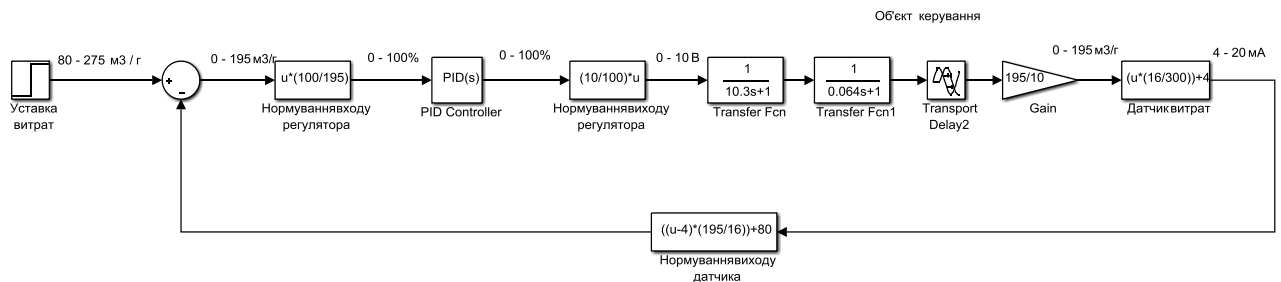 Об'єкт керування
80 - 275 м3 / г
0 - 195 м3/г
0 - 100%
0 - 100%
0 - 10 В
0 - 195 м3/г
4 - 20 мА
+
-
u*(100/195)
PID(s)
(10/100)*u
1
10.3s+1
1
0.064s+1
195/10
(u*(16/300))+4
Уставка
витрат
Нормуваннявходу
регулятора
PID Controller
Нормуваннявиходу
регулятора
Transfer Fcn
Transfer Fcn1
Transport
Delay2
Gain
Датчик витрат
((u-4)*(195/16))+80
Нормуваннявиходу
датчика